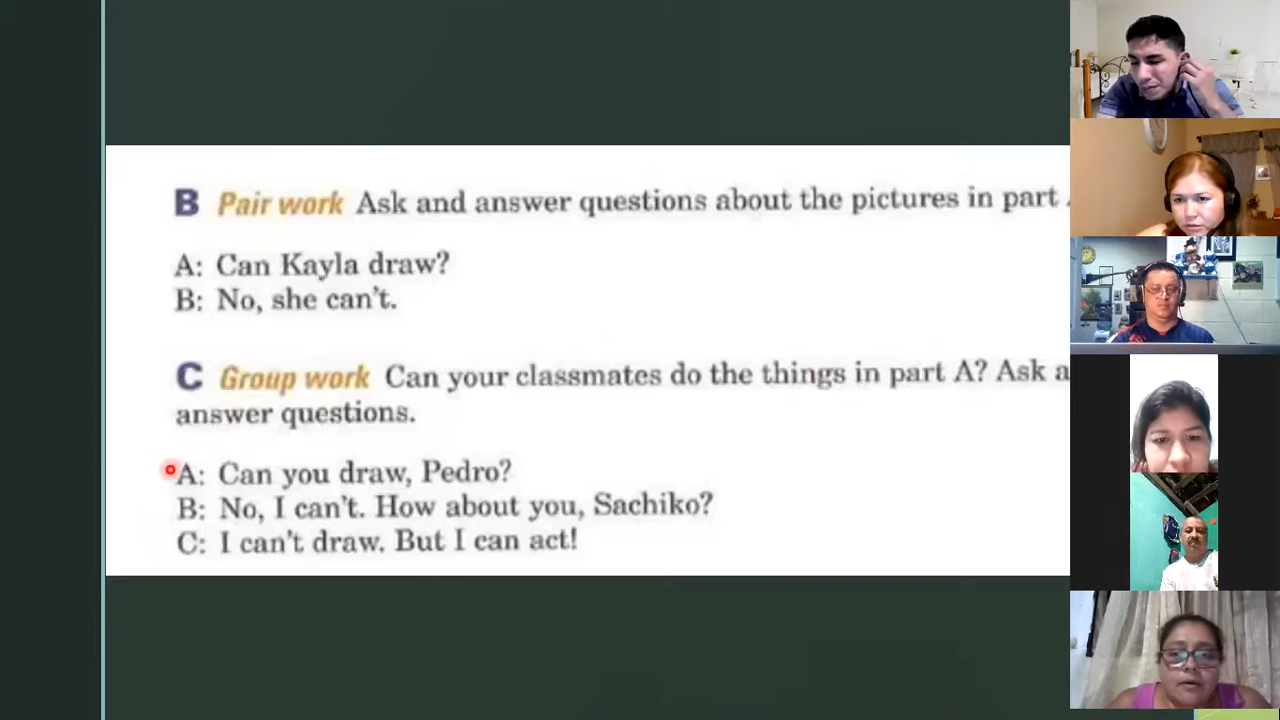 B Pair work Ask and answer questions about the pictures in part
A: Can Kayla draw?
B: No, she can't.
C Group work Can your classmates do the things in part A? Ask a
answer questions.
A: Can you draw, Pedro?
B: No, I can't. How about you, Sachiko?
C: I can't draw. But I can act!